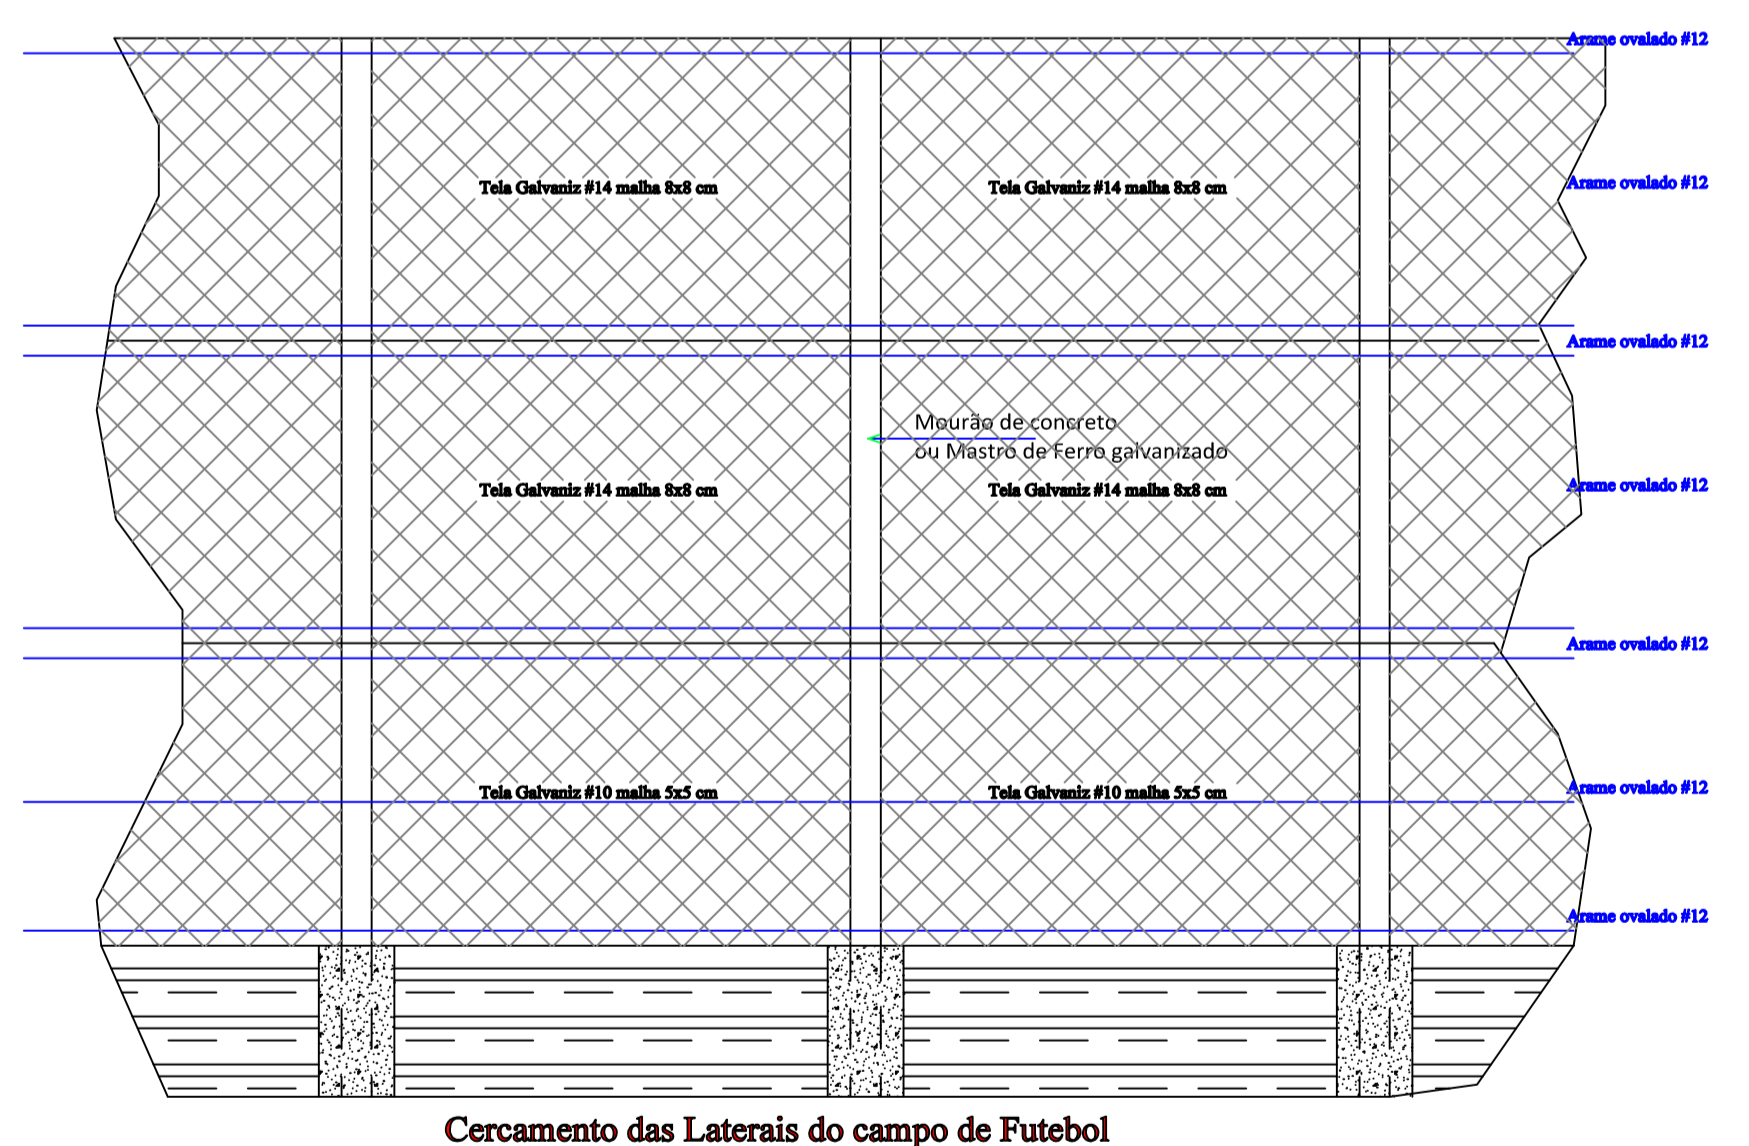 Arame ovalado #12
Arame ovalado #12
Tela Galvaniz #14 malha 8x8 cm
Tela Galvaniz #14 malha 8x8 cm
Arame ovalado #12
Mourão de concreto
ou Mastro de Ferro galvanizado
Arame ovalado #12
Tela Galvaniz #14 malha 8x8 cm
Tela Galvaniz #14 malha 8x8 cm
Arame ovalado #12
Arame ovalado #12
Tela Galvaniz #10 malha 5x5 cm
Tela Galvaniz #10 malha 5x5 cm
Arame ovalado #12
Cercamento das Laterais do campo de Futebol